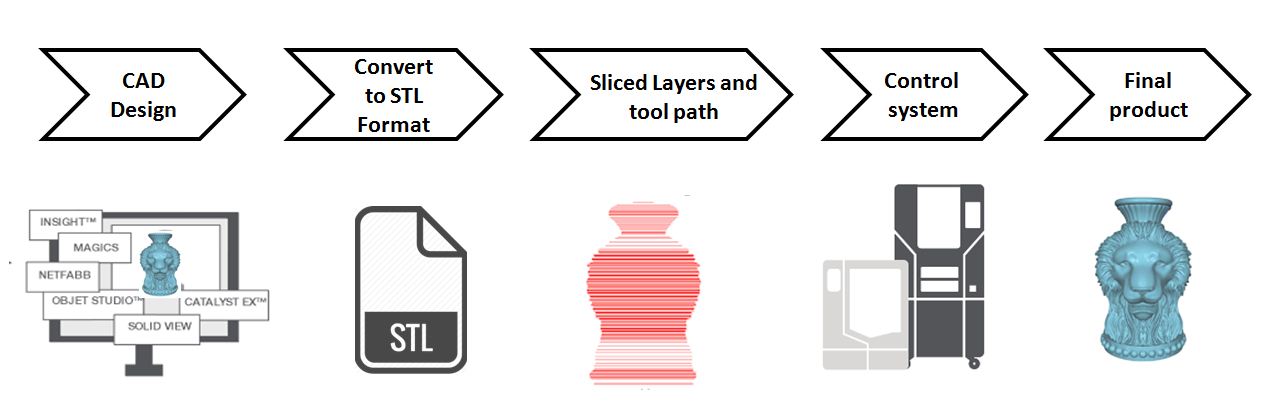 CAD
Design
Convert
to STL
Format
Sliced Layers and
tool path
Control
system
Final
product
INSIGHT™
MAGICS
NETFABB
OBJET STUDIO™
CATALYST EX™
SOLID VIEW
STL